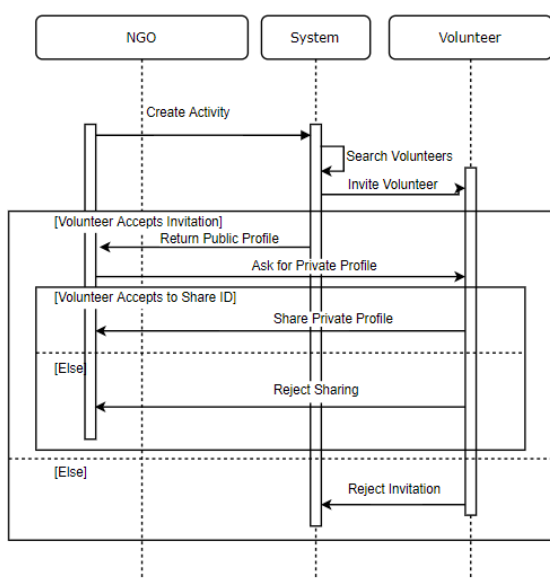 NGO
System
Volunteer
Create Activity
Search Volunteers
Invite Volunteer
[Volunteer Accepts Invitation]
Return Public Profile
Ask for Private Profile
[Volunteer Accepts to Share ID]
Share Private Profile
[Else]
Reject Sharing
[Else]
Reject Invitation